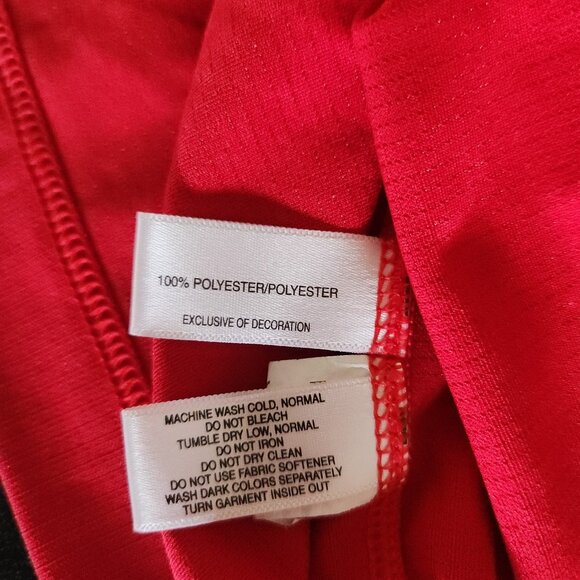 100% POLYESTER/POLYESTER
EXCLUSIVE OF DECORATION
MACHINE WASH COLD, NORMAL
DO NOT BLEACH
TUMBLE DRY LOW, NORMAL
DO NOT IRON
DO NOT DRY CLEAN
DO NOT USE FABRIC SOFTENER
WASH DARK COLORS SEPARATELY
TURN GARMENT INSIDE OUT